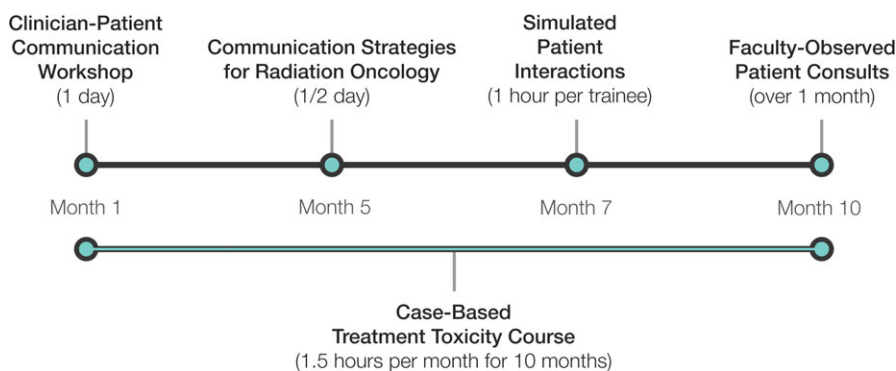 Clinician-Patient
Communication
Workshop
(1 day)
Communication Strategies
for Radiation Oncology
(1/2 day)
Simulated
Patient
Interactions
(1 hour per trainee)
Faculty-Observed
Patient Consults
(over 1 month)
Month 1
Month 5
Month 7
Month 10
Case-Based
Treatment Toxicity Course
(1.5 hours per month for 10 months)